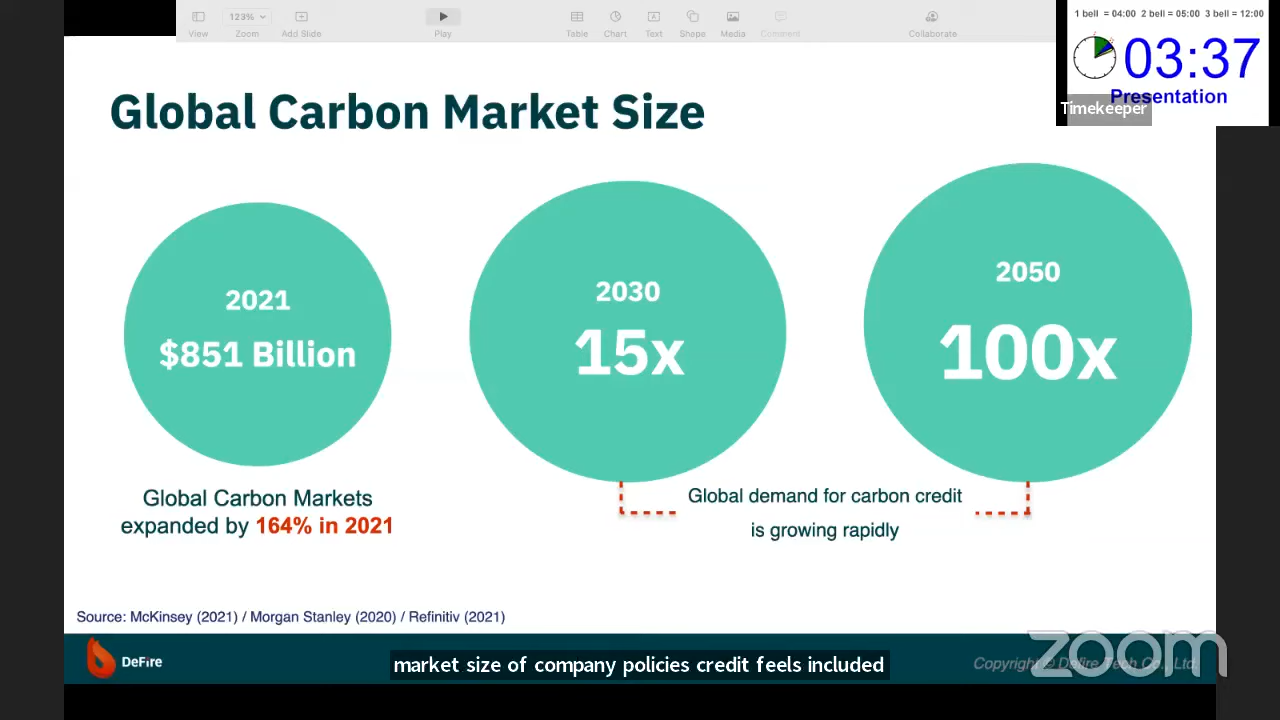 123%
View
Zoom
Add Slide
Play
Table
Chart
Text
Shape
Media
Comment
Collaborate
1 bell = 04:00 2 bell = 05:00 3 bell = 12:00
03:37
Presentation
Timekeeper
Global Carbon Market Size
2021
$851 Billion
2030
15x
2050
100x
Global Carbon Markets
expanded by 164% in 2021
Global demand for carbon credit
is growing rapidly
Source: McKinsey (2021) / Morgan Stanley (2020) / Refinitiv (2021)
DeFire
market size of company policies credit feels included
Copyright © Defire Tech Co., Ltd.
zoom